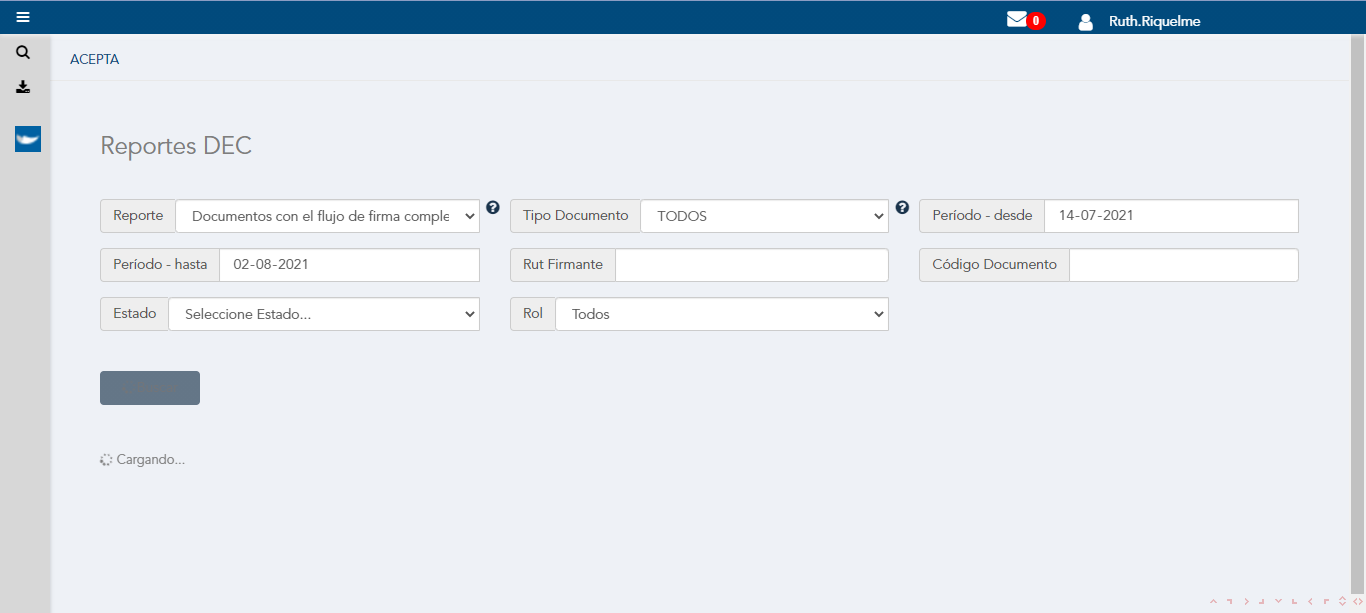 0
Ruth.Riquelme
ACEPTA
Reportes DEC
Reporte Documentos con el flujo de firma comple Tipo Documento TODOS Período - desde 14-07-2021
Período - hasta 02-08-2021 Rut Firmante Código Documento
Estado Seleccione Estado... Rol Todos
Cargando...